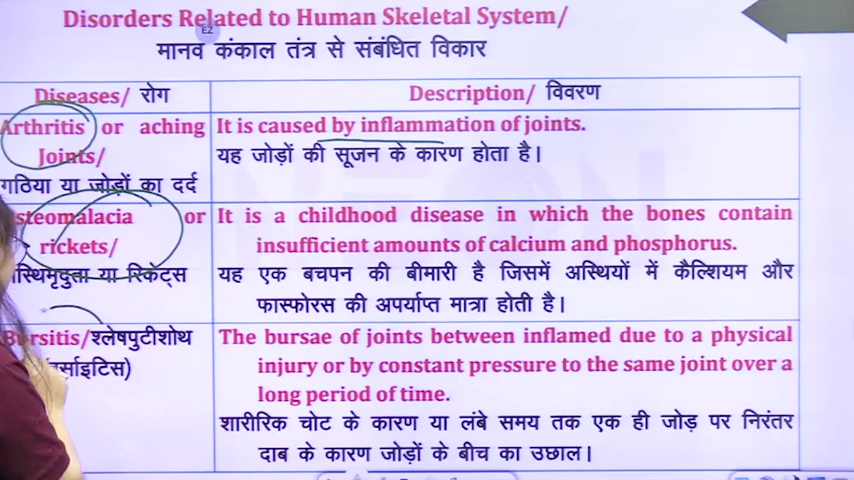 Disorders Related to Human Skeletal System/
E2
मानव कंकाल तंत्र से संबंधित विकार
Diseases/ रोग
Description/ विवरण
Arthritis or aching
Joints/
गठिया या जोड़ों का दर्द
It is caused by inflammation of joints.
यह जोड़ों की सूजन के कारण होता है।
steomalacia or
rickets/
स्थिमृदुता या रिकेट्स
It is a childhood disease in which the bones contain
insufficient amounts of calcium and phosphorus.
यह एक बचपन की बीमारी है जिसमें अस्थियों में कैल्शियम और
फास्फोरस की अपर्याप्त मात्रा होती है।
Bursitis/श्लेषपुटीशोथ
र्साइटिस)
The bursae of joints between inflamed due to a physical
injury or by constant pressure to the same joint over a
long period of time.
शारीरिक चोट के कारण या लंबे समय तक एक ही जोड़ पर निरंतर
दाब के कारण जोड़ों के बीच का उछाल।